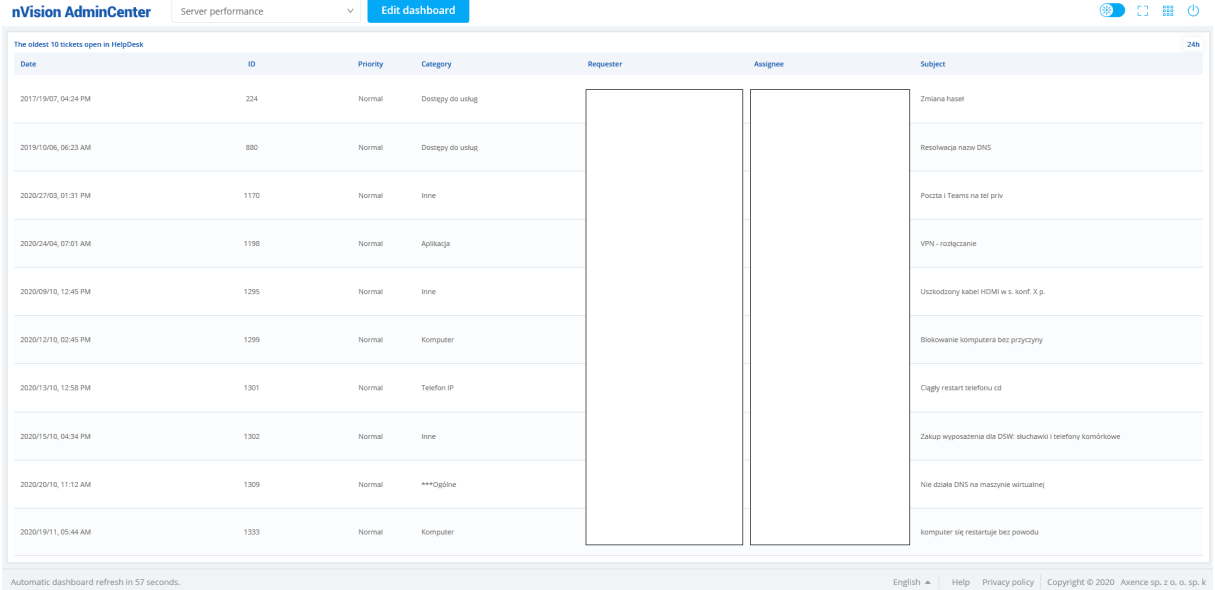 nVision AdminCenter Server performance Edit dashboard
The oldest 10 tickets open in HelpDesk 24h
Date ID Priority Category Requester Assignee Subject
2017/19/07, 04:24 PM 224 Normal Dostępy do usług Zmiana haseł
2019/10/06, 06:23 AM 880 Normal Dostępy do usług Resolwacja nazw DNS
2020/27/03, 01:31 PM 1170 Normal Inne Poczta i Teams na tel priv
2020/24/04, 07:01 AM 1198 Normal Aplikacja VPN - rozłączanie
2020/09/10, 12:45 PM 1295 Normal Inne Uszkodzony kabel HDMI w s. konf. X p.
2020/12/10, 02:45 PM 1299 Normal Komputer Blokowanie komputera bez przyczyny
2020/13/10, 12:58 PM 1301 Normal Telefon IP Ciągły restart telefonu cd
2020/15/10, 04:34 PM 1302 Normal Inne Zakup wyposażenia dla DSW: słuchawki i telefony komórkowe
2020/20/10, 11:12 AM 1309 Normal ***Ogólne Nie działa DNS na maszynie wirtualnej
2020/19/11, 05:44 AM 1333 Normal Komputer komputer się restartuje bez powodu
Automatic dashboard refresh in 57 seconds. English Help Privacy policy Copyright © 2020 Axence sp. z o. o. sp. k